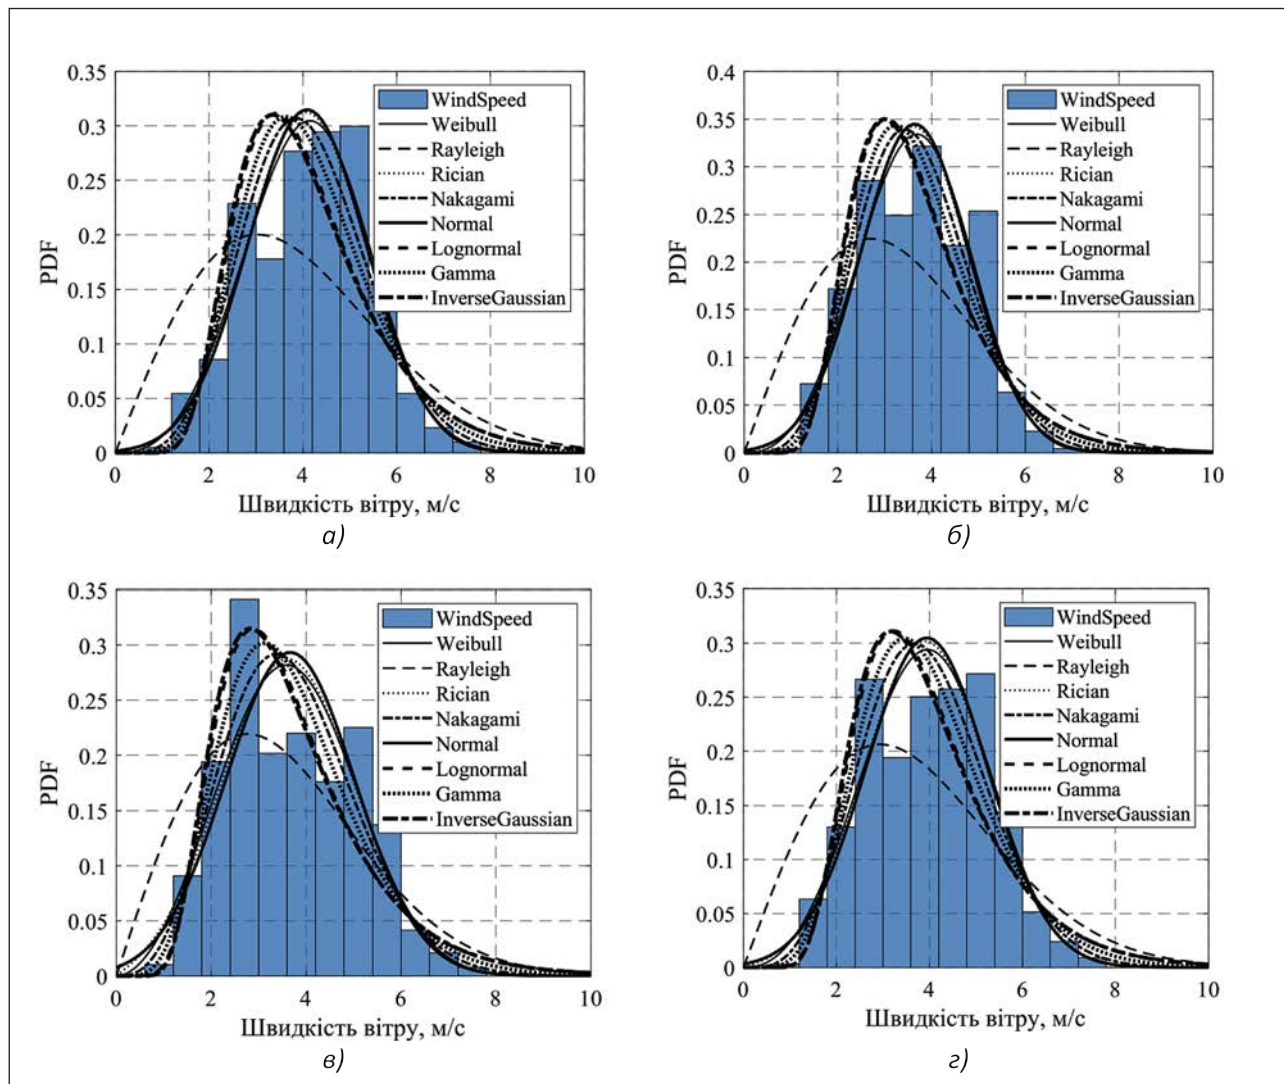 0.35
0.3
0.25
0.2
0.15
0.1
0.05
0
PDF
0 2 4 6 8 10
Швидкість вітру, м/с
WindSpeed
Weibull
Rayleigh
Rician
Nakagami
Normal
Lognormal
Gamma
InverseGaussian
а)
0.4
0.35
0.3
0.25
0.2
0.15
0.1
0.05
0
PDF
0 2 4 6 8 10
Швидкість вітру, м/с
WindSpeed
Weibull
Rayleigh
Rician
Nakagami
Normal
Lognormal
Gamma
InverseGaussian
б)
0.35
0.3
0.25
0.2
0.15
0.1
0.05
0
PDF
0 2 4 6 8 10
Швидкість вітру, м/с
WindSpeed
Weibull
Rayleigh
Rician
Nakagami
Normal
Lognormal
Gamma
InverseGaussian
в)
0.35
0.3
0.25
0.2
0.15
0.1
0.05
0
PDF
0 2 4 6 8 10
Швидкість вітру, м/с
WindSpeed
Weibull
Rayleigh
Rician
Nakagami
Normal
Lognormal
Gamma
InverseGaussian
г)